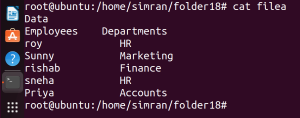 root@ubuntu:/home/simran/folder18# cat filea
Data
Employees Departments
roy HR
Sunny Marketing
rishab Finance
sneha HR
Priya Accounts
root@ubuntu:/home/simran/folder18#